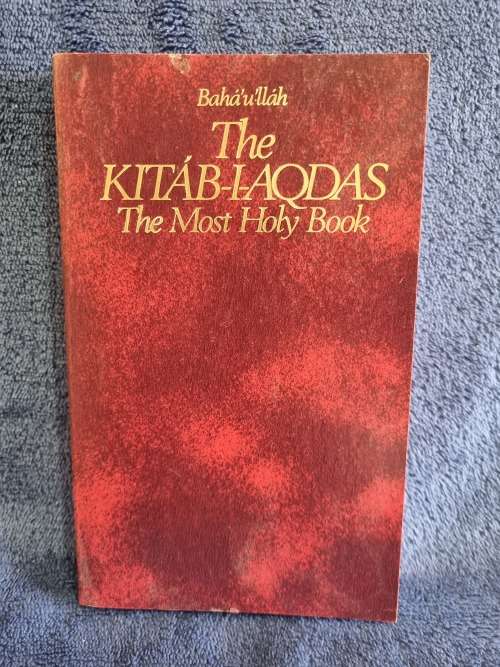 Bahá'u'lláh
The
KITÁB-I-AQDAS
The Most Holy Book